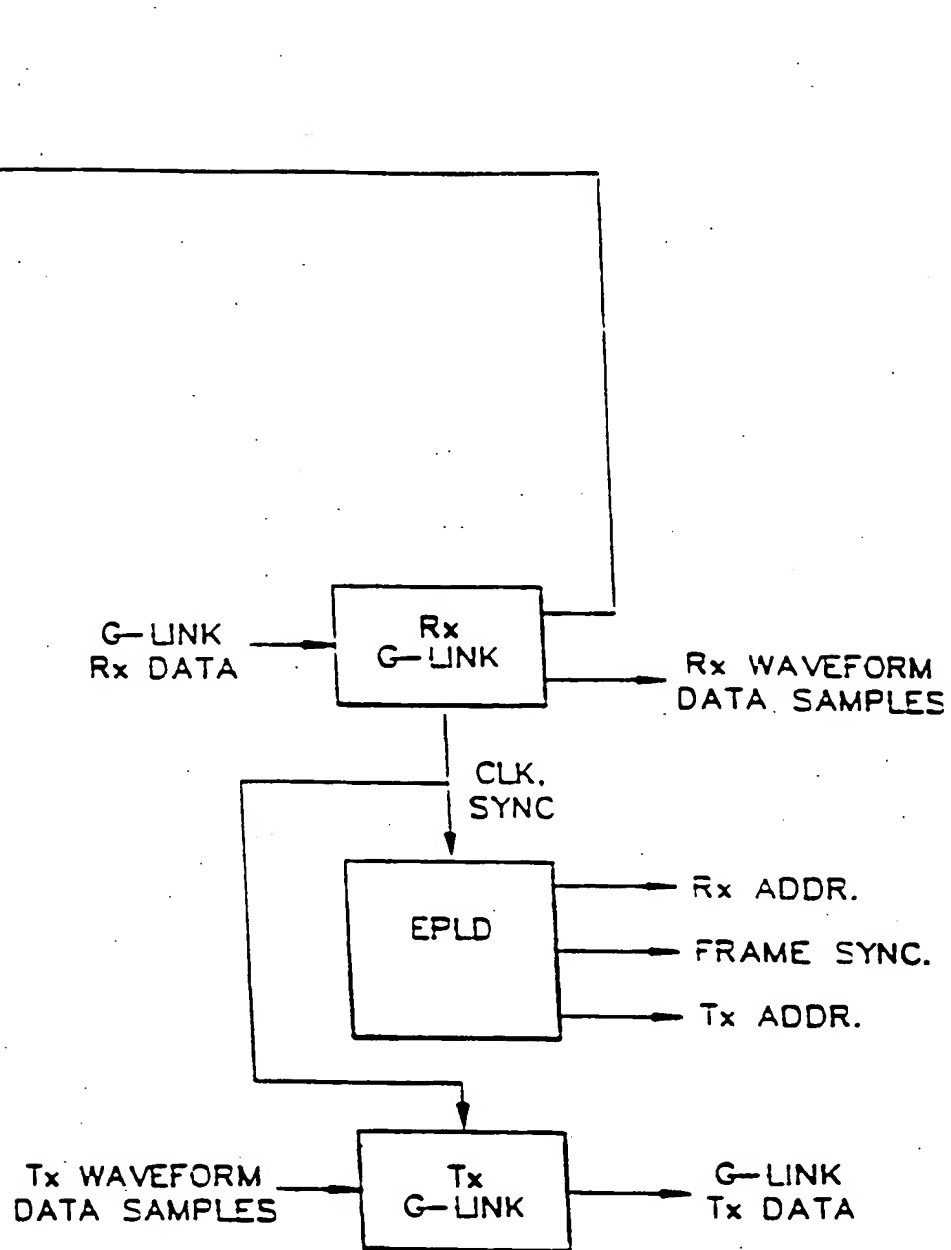 G-LINK
Rx DATA
Rx
G-LINK
Rx WAVEFORM
DATA SAMPLES
CLK.
SYNC
EPLD
Rx ADDR.
FRAME SYNC.
Tx ADDR.
Tx WAVEFORM
DATA SAMPLES
Tx
G-LINK
G-LINK
Tx DATA